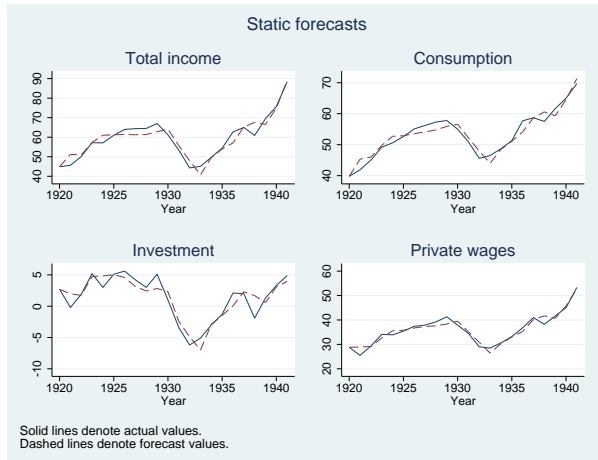 Static forecasts
Total income
90
80
70
60
50
40
1920 1925 1930 1935 1940
Year
Consumption
70
60
50
40
1920 1925 1930 1935 1940
Year
Investment
5
0
-5
-10
1920 1925 1930 1935 1940
Year
Private wages
60
50
40
30
20
1920 1925 1930 1935 1940
Year
Solid lines denote actual values.
Dashed lines denote forecast values.